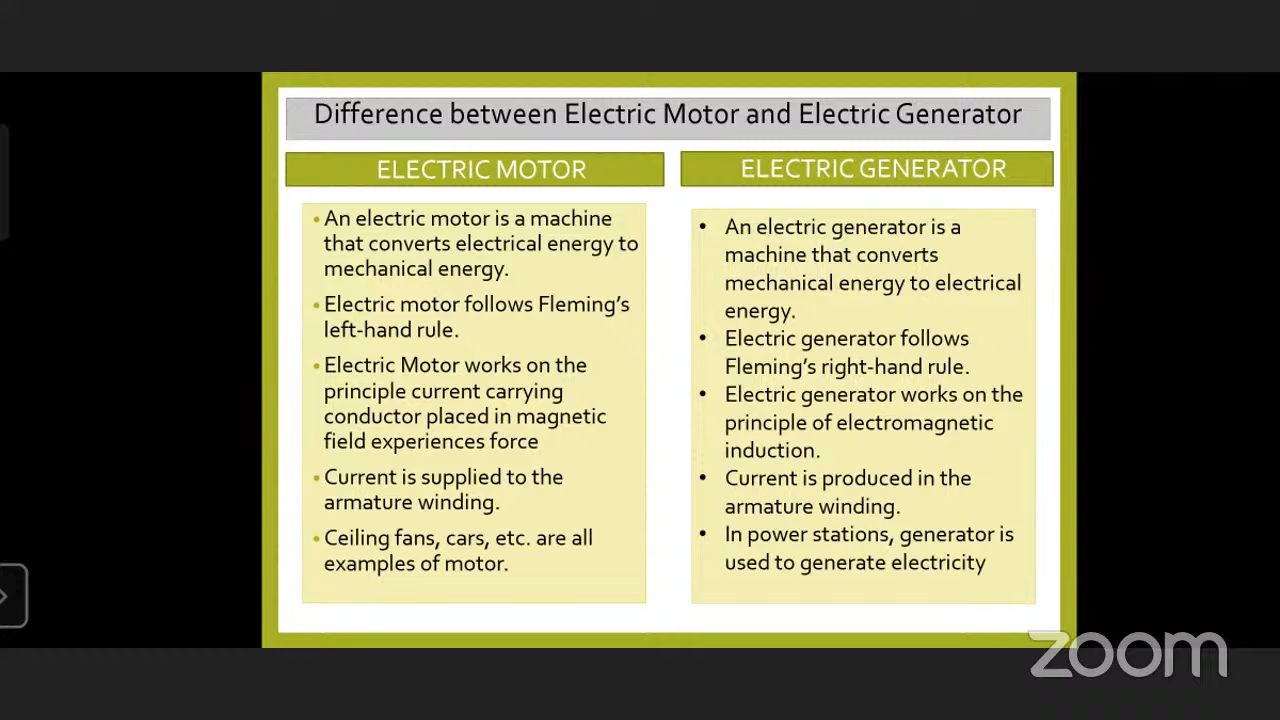 Difference between Electric Motor and Electric Generator
ELECTRIC MOTOR
• An electric motor is a machine
that converts electrical energy to
mechanical energy.
• Electric motor follows Fleming's
left-hand rule.
• Electric Motor works on the
principle current carrying
conductor placed in magnetic
field experiences force
• Current is supplied to the
armature winding.
• Ceiling fans, cars, etc. are all
examples of motor.
ELECTRIC GENERATOR
• An electric generator is a
machine that converts
mechanical energy to electrical
energy.
• Electric generator follows
Fleming's right-hand rule.
• Electric generator works on the
principle of electromagnetic
induction.
• Current is produced in the
armature winding.
• In power stations, generator is
used to generate electricity
zoom